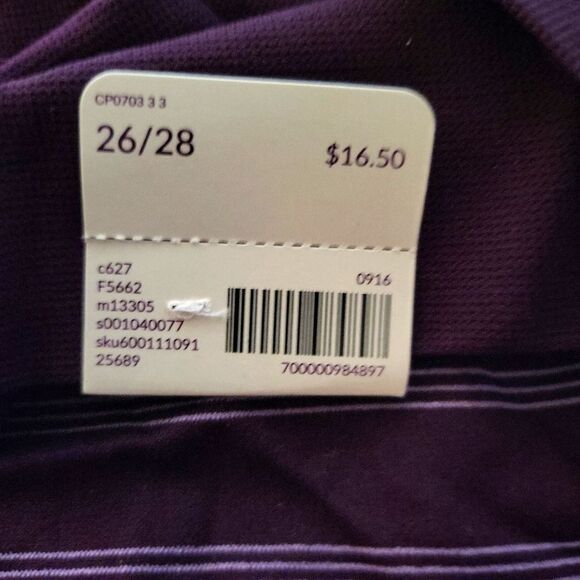 CP0703 3 3
26/28
$16.50
c627
0916
F5662
m13305
s001040077
sku600111091
25689
700000984897